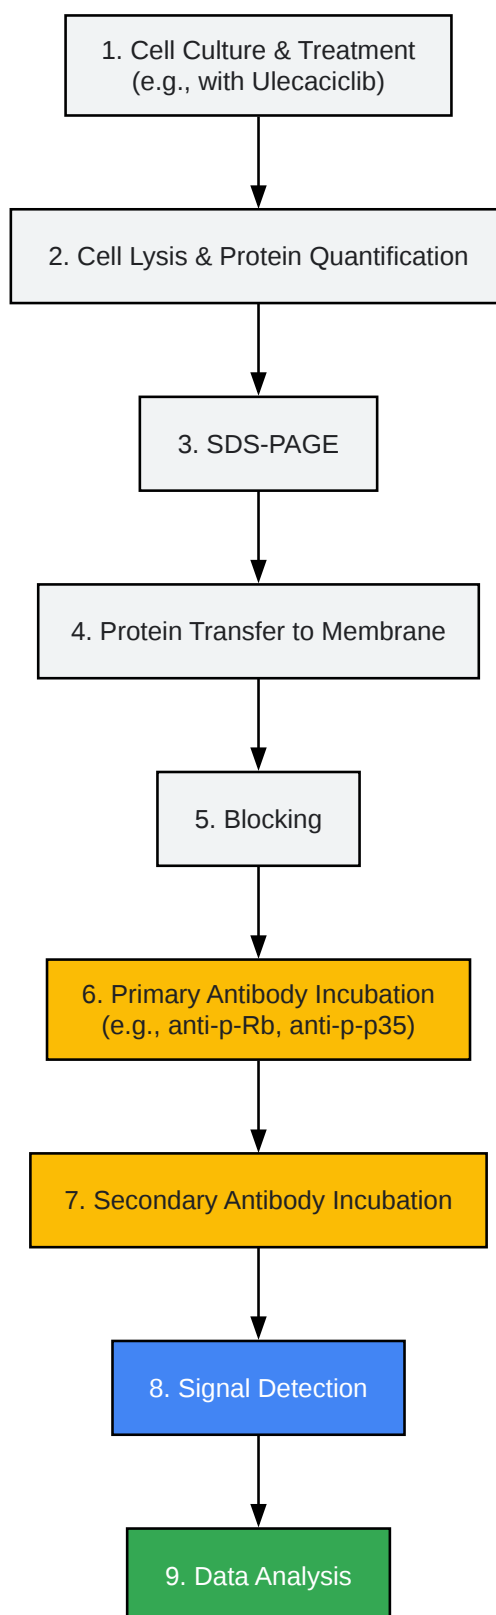 1. Cell Culture & Treatment
(e.g., with Ulecaciclib)
2. Cell Lysis & Protein Quantification
3. SDS-PAGE
4. Protein Transfer to Membrane
5. Blocking
6. Primary Antibody Incubation
(e.g., anti-p-Rb, anti-p-p35)
7. Secondary Antibody Incubation
8. Signal Detection
9. Data Analysis